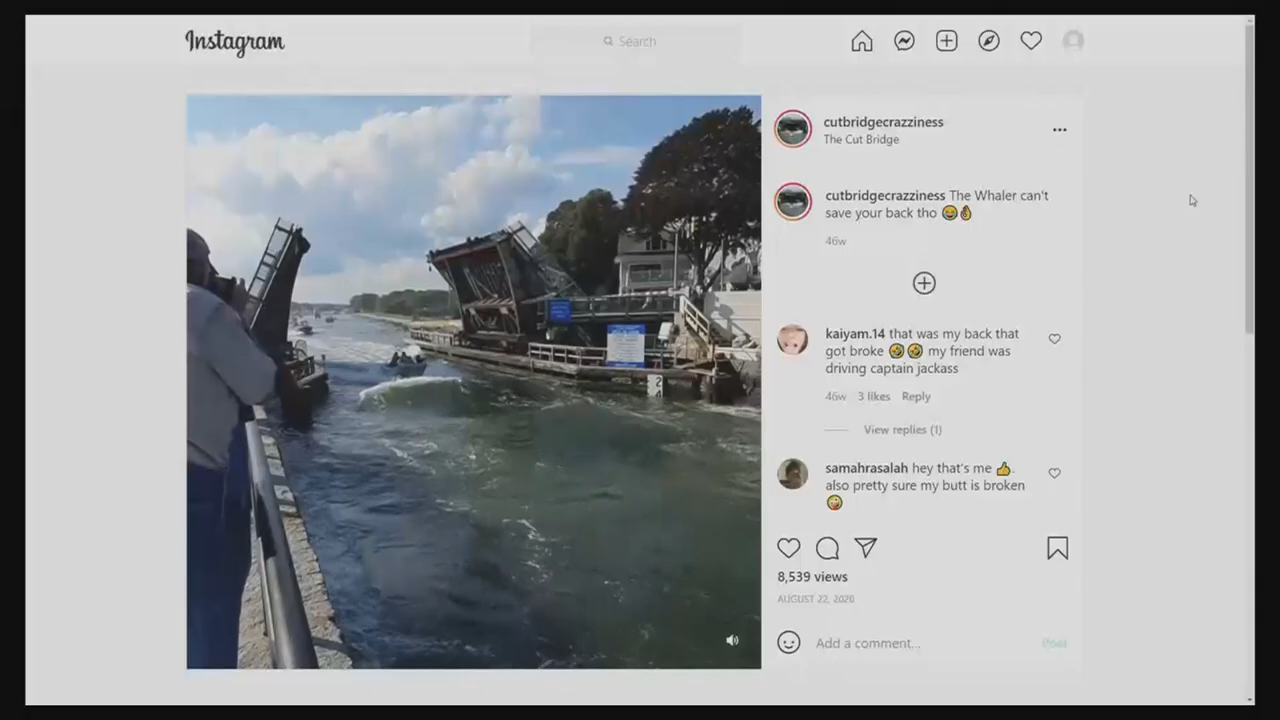 Instagram
Search
cutbridgecrazziness
The Cut Bridge
cutbridgecrazziness The Whaler can't
save your back tho 😂👌🏾
46w
kaiyam.14 that was my back that
got broke 🤣🤣 my friend was
driving captain jackass
46w 3 likes Reply
View replies (1)
samahrasalah hey that's me 👍.
also pretty sure my butt is broken
🤪
8,539 views
AUGUST 22, 2020
Add a comment...
Post
2